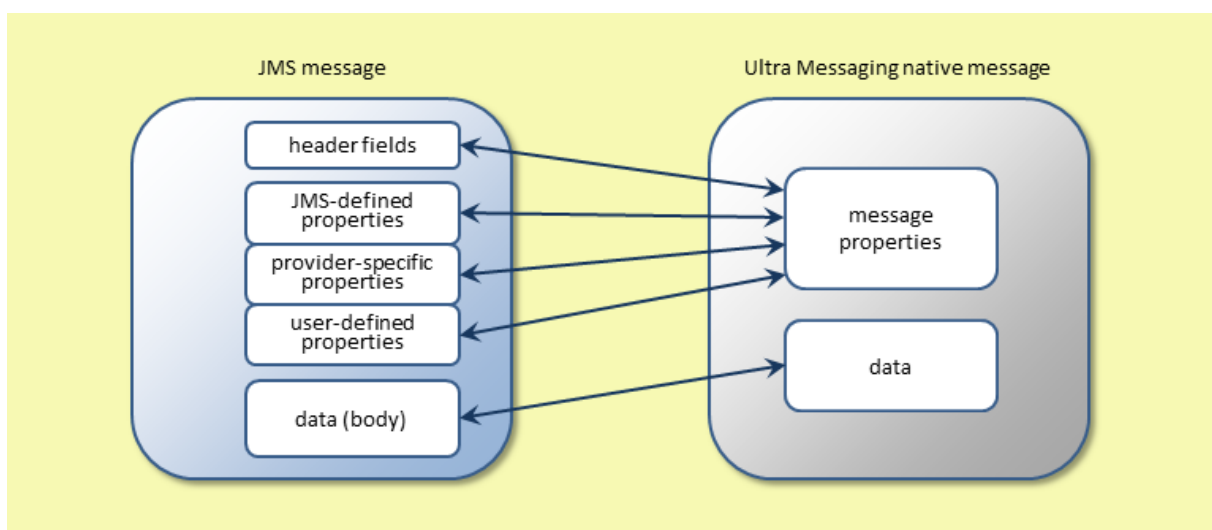 JMS message
Ultra Messaging native message
header fields
JMS-defined
properties
provider-specific
properties
user-defined
properties
data (body)
message
properties
data